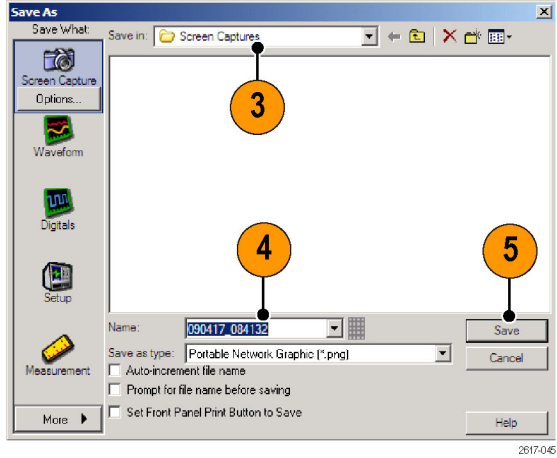 Save As
Save What:
Save in: Screen Captures
3
Screen Capture
Options...
Waveform
Digitals
Setup
Measurement
More
4
5
Name: 090417_084132
Save
Save as type: Portable Network Graphic (*.png)
Cancel
Auto-increment file name
Prompt for file name before saving
Set Front Panel Print Button to Save
Help
2617-045